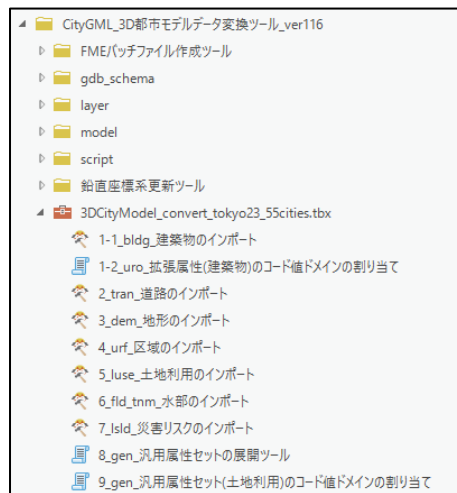 CityGML_3D都市モデルデータ変換ツール_ver116
FMEバッチファイル作成ツール
gdb_schema
layer
model
script
鉛直座標系更新ツール
3DCityModel_convert_tokyo23_55cities.tbx
1-1_bldg_建築物のインポート
1-2_uro_拡張属性(建築物)のコード値ドメインの割り当て
2_tran_道路のインポート
3_dem_地形のインポート
4_urf_区域のインポート
5_luse_土地利用のインポート
6_fld_tnm_水部のインポート
7_lsld_災害リスクのインポート
8_gen_汎用属性セットの展開ツール
9_gen_汎用属性セット(土地利用)のコード値ドメインの割り当て